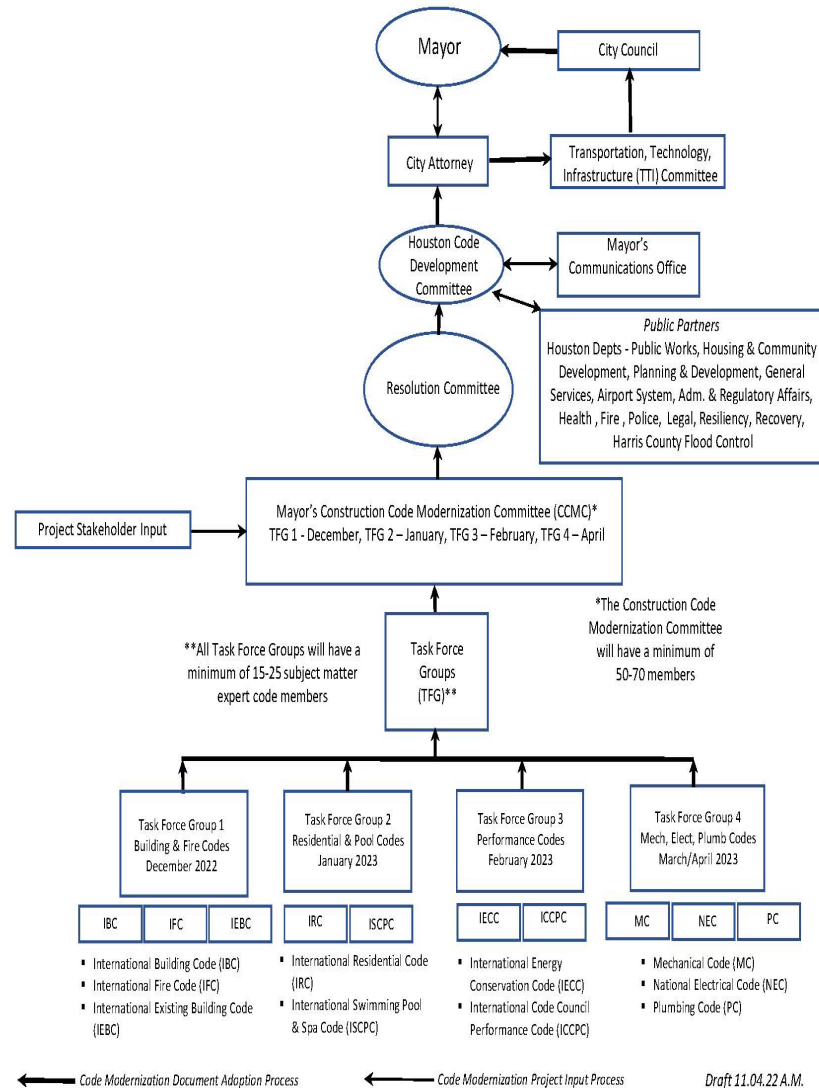 Mayor
City Council
City Attorney
Transportation, Technology,
Infrastructure (TTI) Committee
Houston Code
Development
Committee
Mayor's
Communications Office
Public Partners
Houston Depts - Public Works, Housing & Community
Development, Planning & Development, General
Services, Airport System, Adm. & Regulatory Affairs,
Health , Fire , Police, Legal, Resiliency, Recovery,
Harris County Flood Control
Resolution Committee
Project Stakeholder Input
Mayor's Construction Code Modernization Committee (CCMC)*
TFG 1 - December, TFG 2 – January, TFG 3 – February, TFG 4 – April
**All Task Force Groups will have a
minimum of 15-25 subject matter
expert code members
Task Force
Groups
(TFG)**
*The Construction Code
Modernization Committee
will have a minimum of
50-70 members
Task Force Group 1
Building & Fire Codes
December 2022
Task Force Group 2
Residential & Pool Codes
January 2023
Task Force Group 3
Performance Codes
February 2023
Task Force Group 4
Mech, Elect, Plumb Codes
March/April 2023
IBC
IFC
IEBC
IRC
ISCPC
IECC
ICCPC
MC
NEC
PC
▪ International Building Code (IBC)
▪ International Fire Code (IFC)
▪ International Existing Building Code
(IEBC)
▪ International Residential Code
(IRC)
▪ International Swimming Pool
& Spa Code (ISCPC)
▪ International Energy
Conservation Code (IECC)
▪ International Code Council
Performance Code (ICCPC)
▪ Mechanical Code (MC)
▪ National Electrical Code (NEC)
▪ Plumbing Code (PC)
Code Modernization Document Adoption Process
Code Modernization Project Input Process
Draft 11.04.22 A.M.